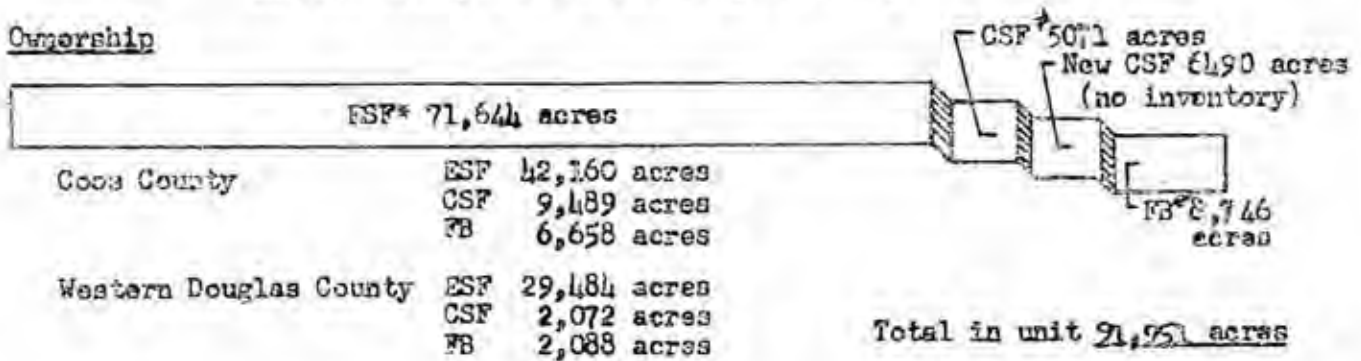 Ownership
CSF* 5071 acres
New CSF 6490 acres
(no inventory)
ESF* 71,644 acres
FB* 8,746
acres
Coos County ESF 42,160 acres
CSF 9,489 acres
FB 6,658 acres
Western Douglas County ESF 29,484 acres
CSF 2,072 acres
FB 2,088 acres
Total in unit 91,951 acres